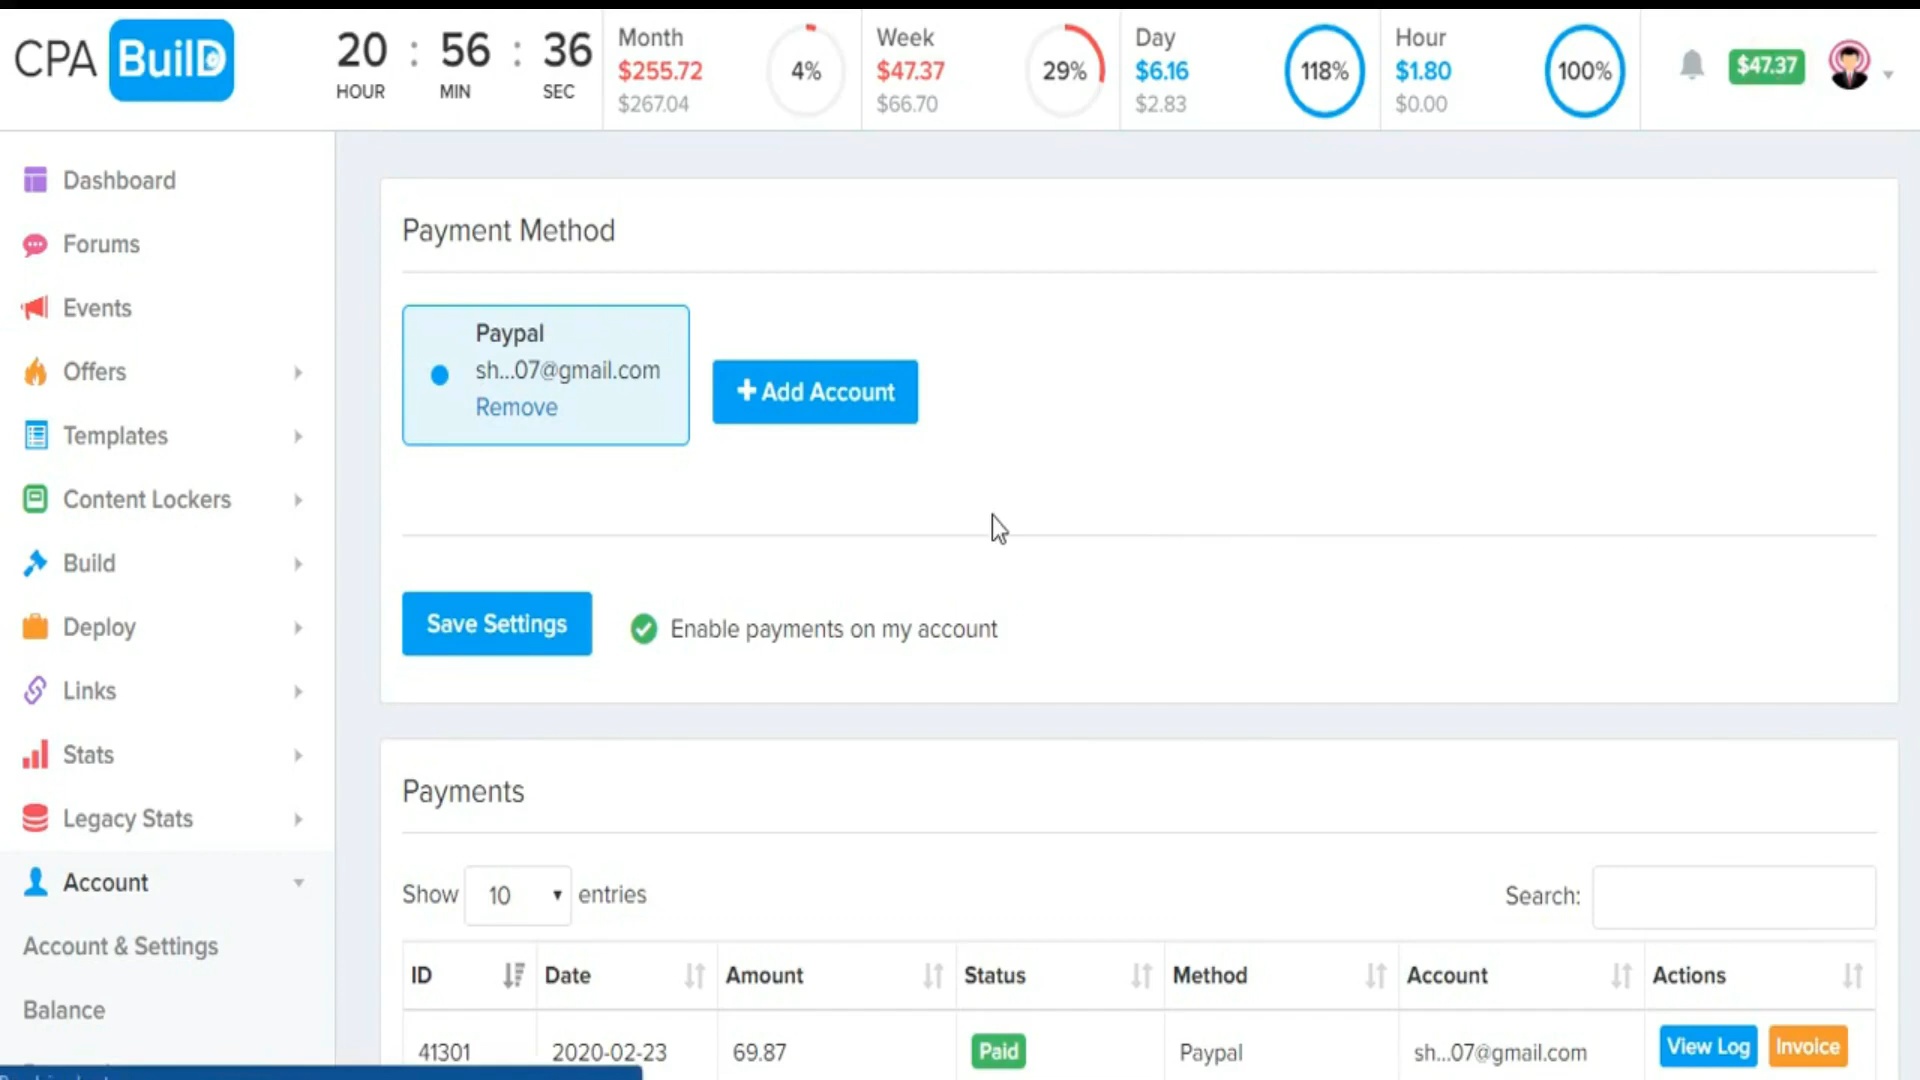 CPA BuilD
20 : 56 : 36
HOUR MIN SEC
Month
$255.72
$267.04
4%
Week
$47.37
$66.70
29%
Day
$6.16
$2.83
118%
Hour
$1.80
$0.00
100%
$47.37
Dashboard
Forums
Events
Offers
Templates
Content Lockers
Build
Deploy
Links
Stats
Legacy Stats
Account
Account & Settings
Balance
Payment Method
Paypal
sh...07@gmail.com
Remove
+ Add Account
Save Settings
Enable payments on my account
Payments
Show 10 entries
Search:
ID Date Amount Status Method Account Actions
41301 2020-02-23 69.87 Paid Paypal sh...07@gmail.com View Log Invoice